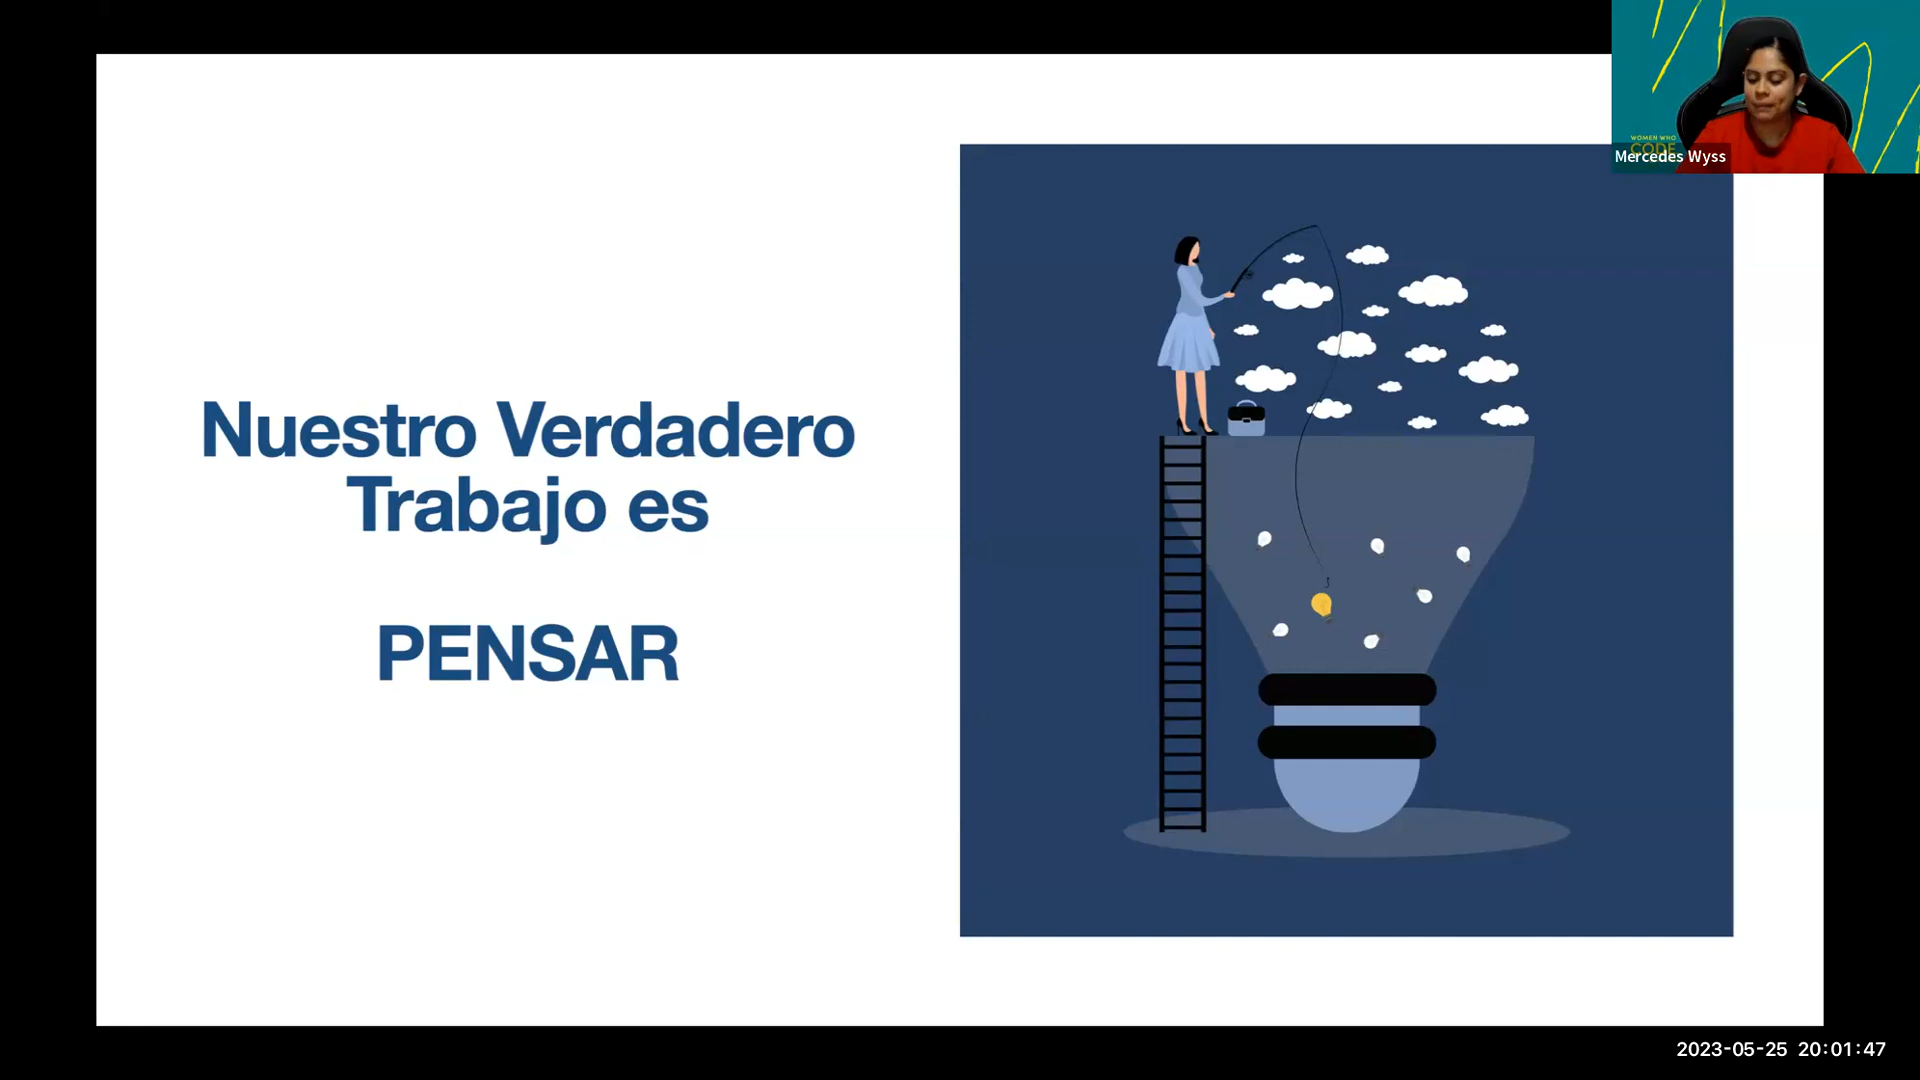 WOMEN WHO
CODE
Mercedes Wyss
Nuestro Verdadero
Trabajo es
PENSAR
2023-05-25 20:01:47